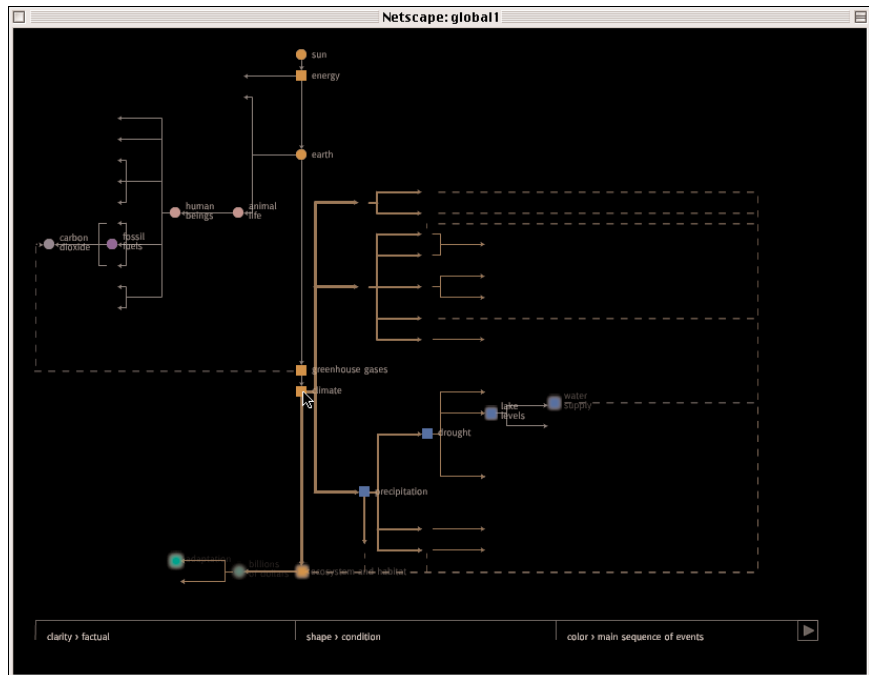 Netscape: global1
sun
energy
earth
human
beings
animal
life
carbon
dioxide
fossil
fuels
greenhouse gases
climate
water
supply
lake
levels
drought
precipitation
adaptation
billions
of dollars
ecosystem and habitat
clarity › factual
shape › condition
color › main sequence of events